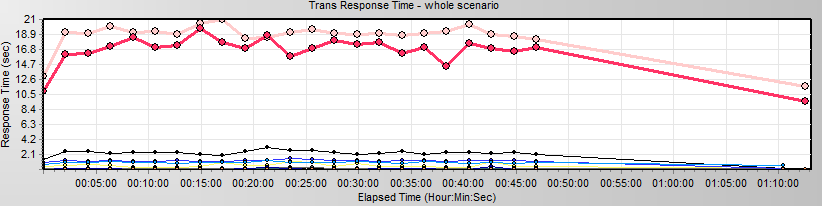 Trans Response Time - whole scenario
Response Time (sec)
21
18.9
16.8
14.7
12.6
10.5
8.4
6.3
4.2
2.1
00:05:00 00:10:00 00:15:00 00:20:00 00:25:00 00:30:00 00:35:00 00:40:00 00:45:00 00:50:00 00:55:00 01:00:00 01:05:00 01:10:00
Elapsed Time (Hour:Min:Sec)